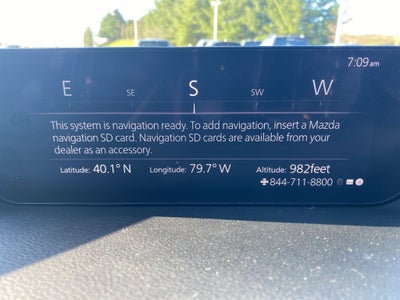 7:09am
E SE S SW W
This system is navigation ready. To add navigation, insert a Mazda
navigation SD card. Navigation SD cards are available from your
dealer as an accessory.
Latitude: 40.1° N Longitude: 79.7° W Altitude: 982feet
844-711-8800